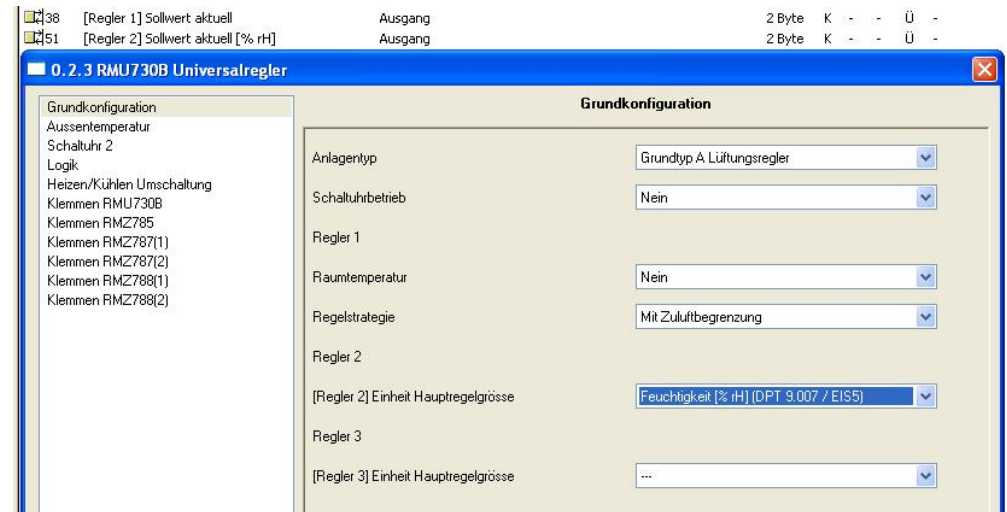 38 [Regler 1] Sollwert aktuell Ausgang 2 Byte K - - Ü -
51 [Regler 2] Sollwert aktuell [% rH] Ausgang 2 Byte K - - Ü -
0.2.3 RMU730B Universalregler
Grundkonfiguration
Aussentemperatur
Schaltuhr 2
Logik
Heizen/Kühlen Umschaltung
Klemmen RMU730B
Klemmen RMZ785
Klemmen RMZ787(1)
Klemmen RMZ787(2)
Klemmen RMZ788(1)
Klemmen RMZ788(2)
Grundkonfiguration
Anlagentyp Grundtyp A Lüftungsregler
Schaltuhrbetrieb Nein
Regler 1
Raumtemperatur Nein
Regelstrategie Mit Zuluftbegrenzung
Regler 2
[Regler 2] Einheit Hauptregelgrösse Feuchtigkeit [% rH] (DPT 9.007 / EIS5)
Regler 3
[Regler 3] Einheit Hauptregelgrösse ---